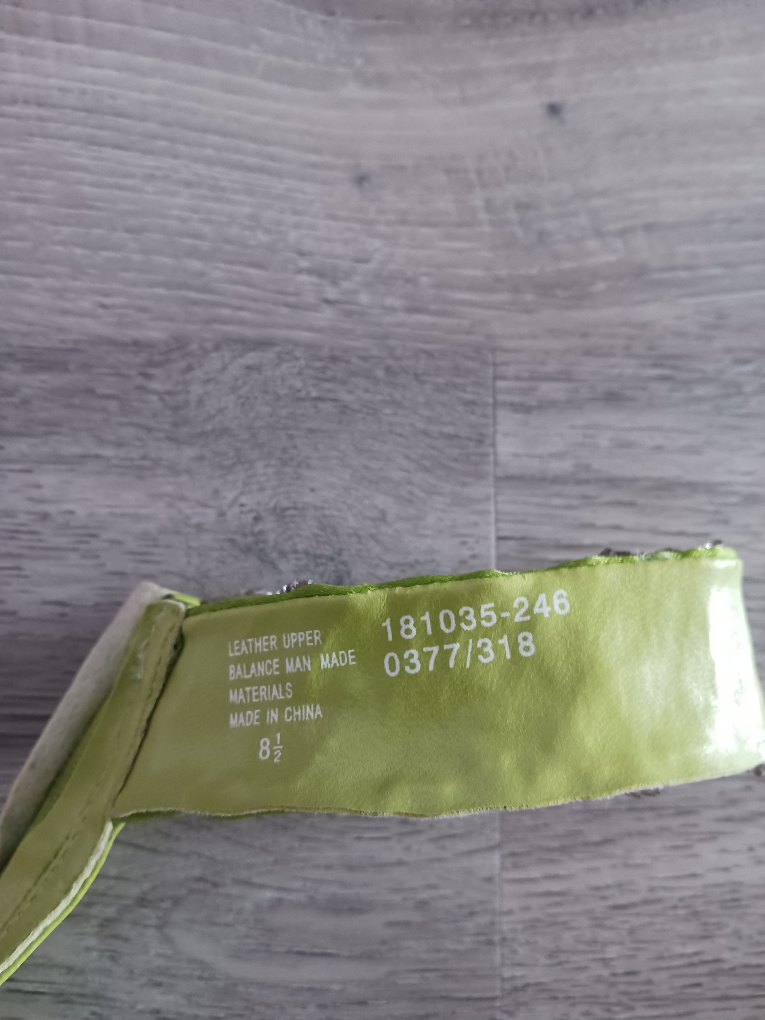 LEATHER UPPER
BALANCE MAN MADE
MATERIALS
MADE IN CHINA
8½
181035-246
0377/318